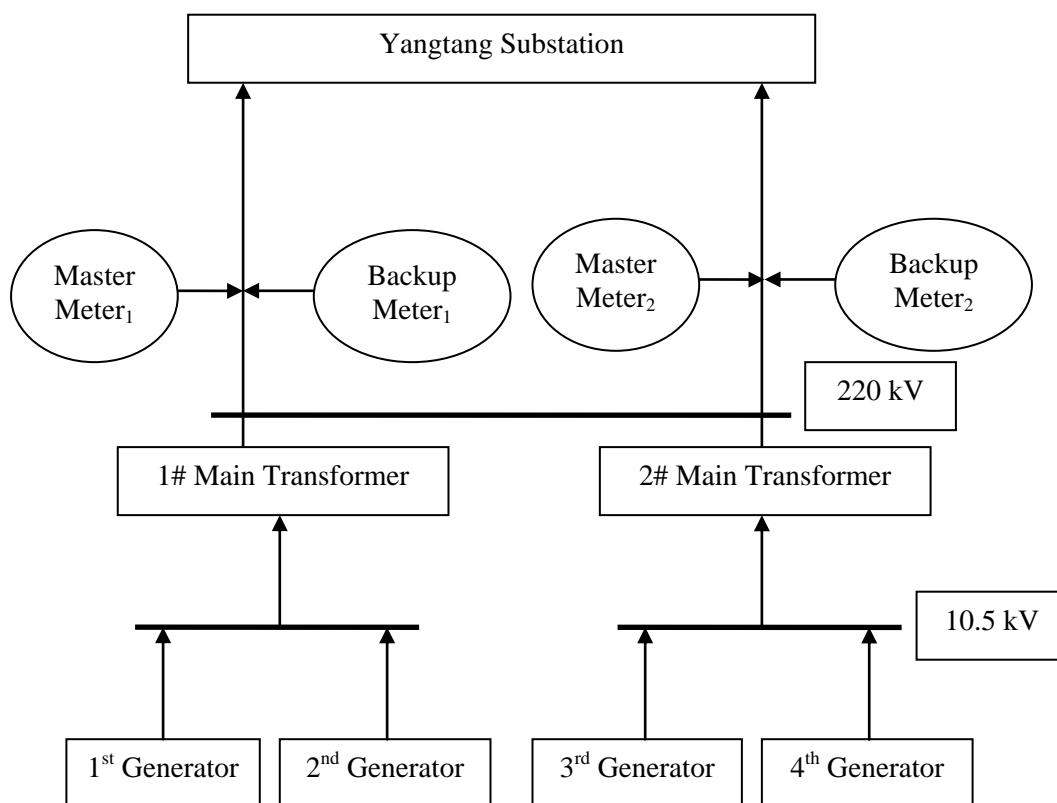 Yangtang Substation
Master
Meter₁
Backup
Meter₁
Master
Meter₂
Backup
Meter₂
220 kV
1# Main Transformer
2# Main Transformer
10.5 kV
1ˢᵗ Generator
2ⁿᵈ Generator
3ʳᵈ Generator
4ᵗʰ Generator